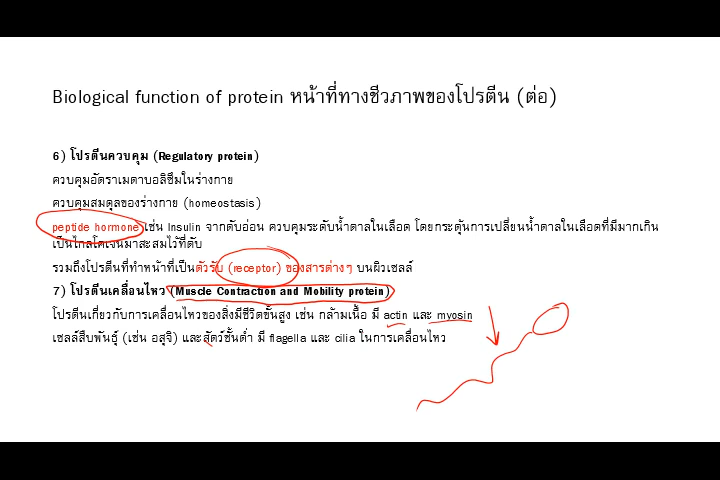 Biological function of protein หน้าที่ทางชีวภาพของโปรตีน (ต่อ)
6) โปรตีนควบคุม (Regulatory protein)
ควบคุมอัตราเมตาบอลิซึมในร่างกาย
ควบคุมสมดุลของร่างกาย (homeostasis)
peptide hormone เช่น Insulin จากตับอ่อน ควบคุมระดับน้ำตาลในเลือด โดยกระตุ้นการเปลี่ยนน้ำตาลในเลือดที่มีมากเกิน
เป็นไกลโคเจนมาสะสมไว้ที่ตับ
รวมถึงโปรตีนที่ทำหน้าที่เป็นตัวรับ (receptor) ของสารต่างๆ บนผิวเซลล์
7) โปรตีนเคลื่อนไหว (Muscle Contraction and Mobility protein)
โปรตีนเกี่ยวกับการเคลื่อนไหวของสิ่งมีชีวิตขั้นสูง เช่น กล้ามเนื้อ มี actin และ myosin
เซลล์สืบพันธุ์ (เช่น อสุจิ) และสัตว์ชั้นต่ำ มี flagella และ cilia ในการเคลื่อนไหว